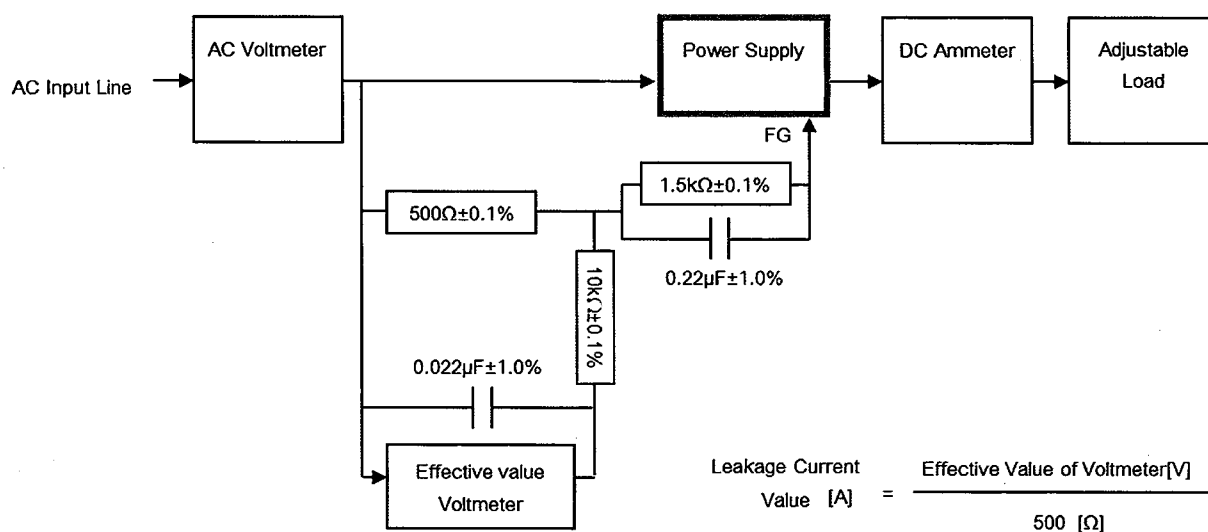 AC Voltmeter
Power Supply
DC Ammeter
Adjustable
Load
AC Input Line
FG
1.5kΩ±0.1%
500Ω±0.1%
0.22μF±1.0%
10kΩ±0.1%
0.022μF±1.0%
Effective value
Voltmeter
Leakage Current
Value [A] = Effective Value of Voltmeter[V]
500 [Ω]